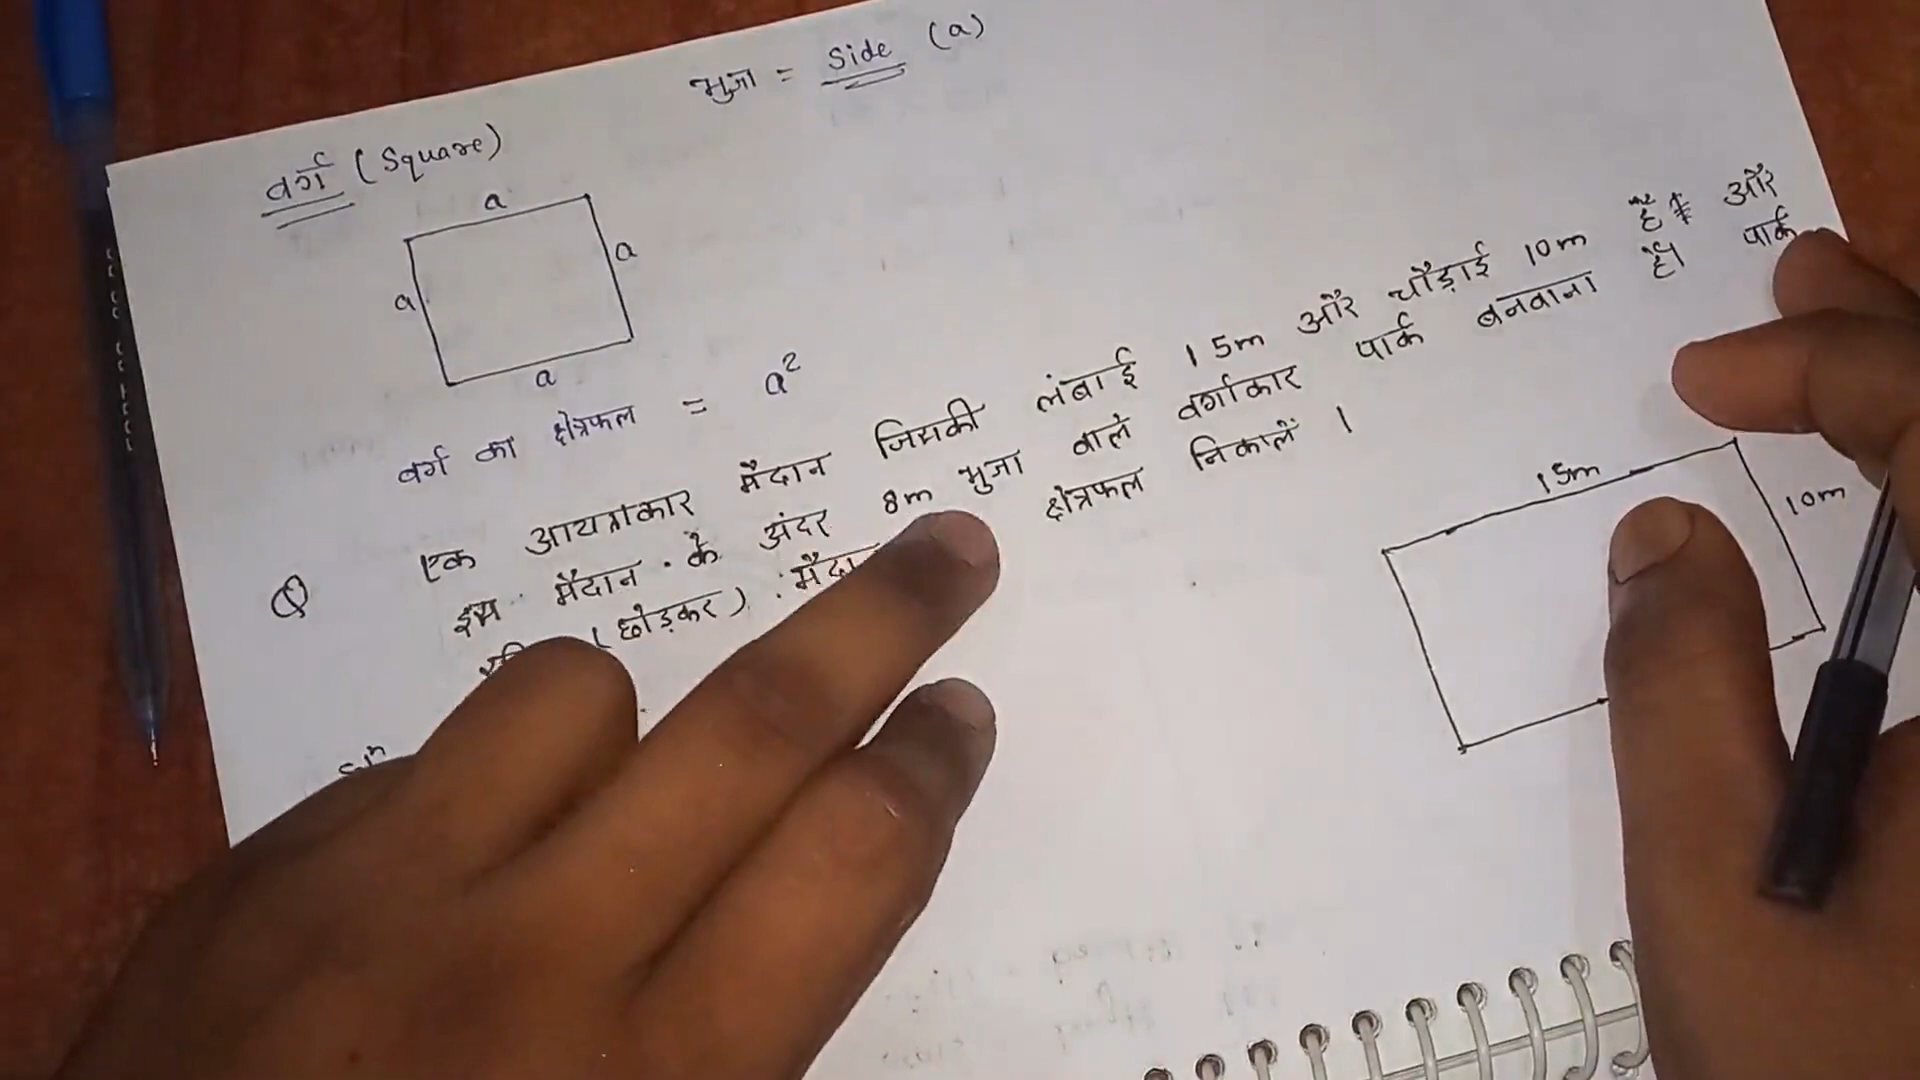 भुजा = Side (a)
वर्ग (Square)
a
a
a
a
वर्ग का क्षेत्रफल = a²
Q एक आयताकार मैदान जिसकी लंबाई 15m और चौड़ाई 10m है और
इस मैदान के अंदर 8m भुजा वाले वर्गाकार पार्क बनवाना है। पार्क
(छोड़कर) क्षेत्रफल निकालें ।
15m
10m